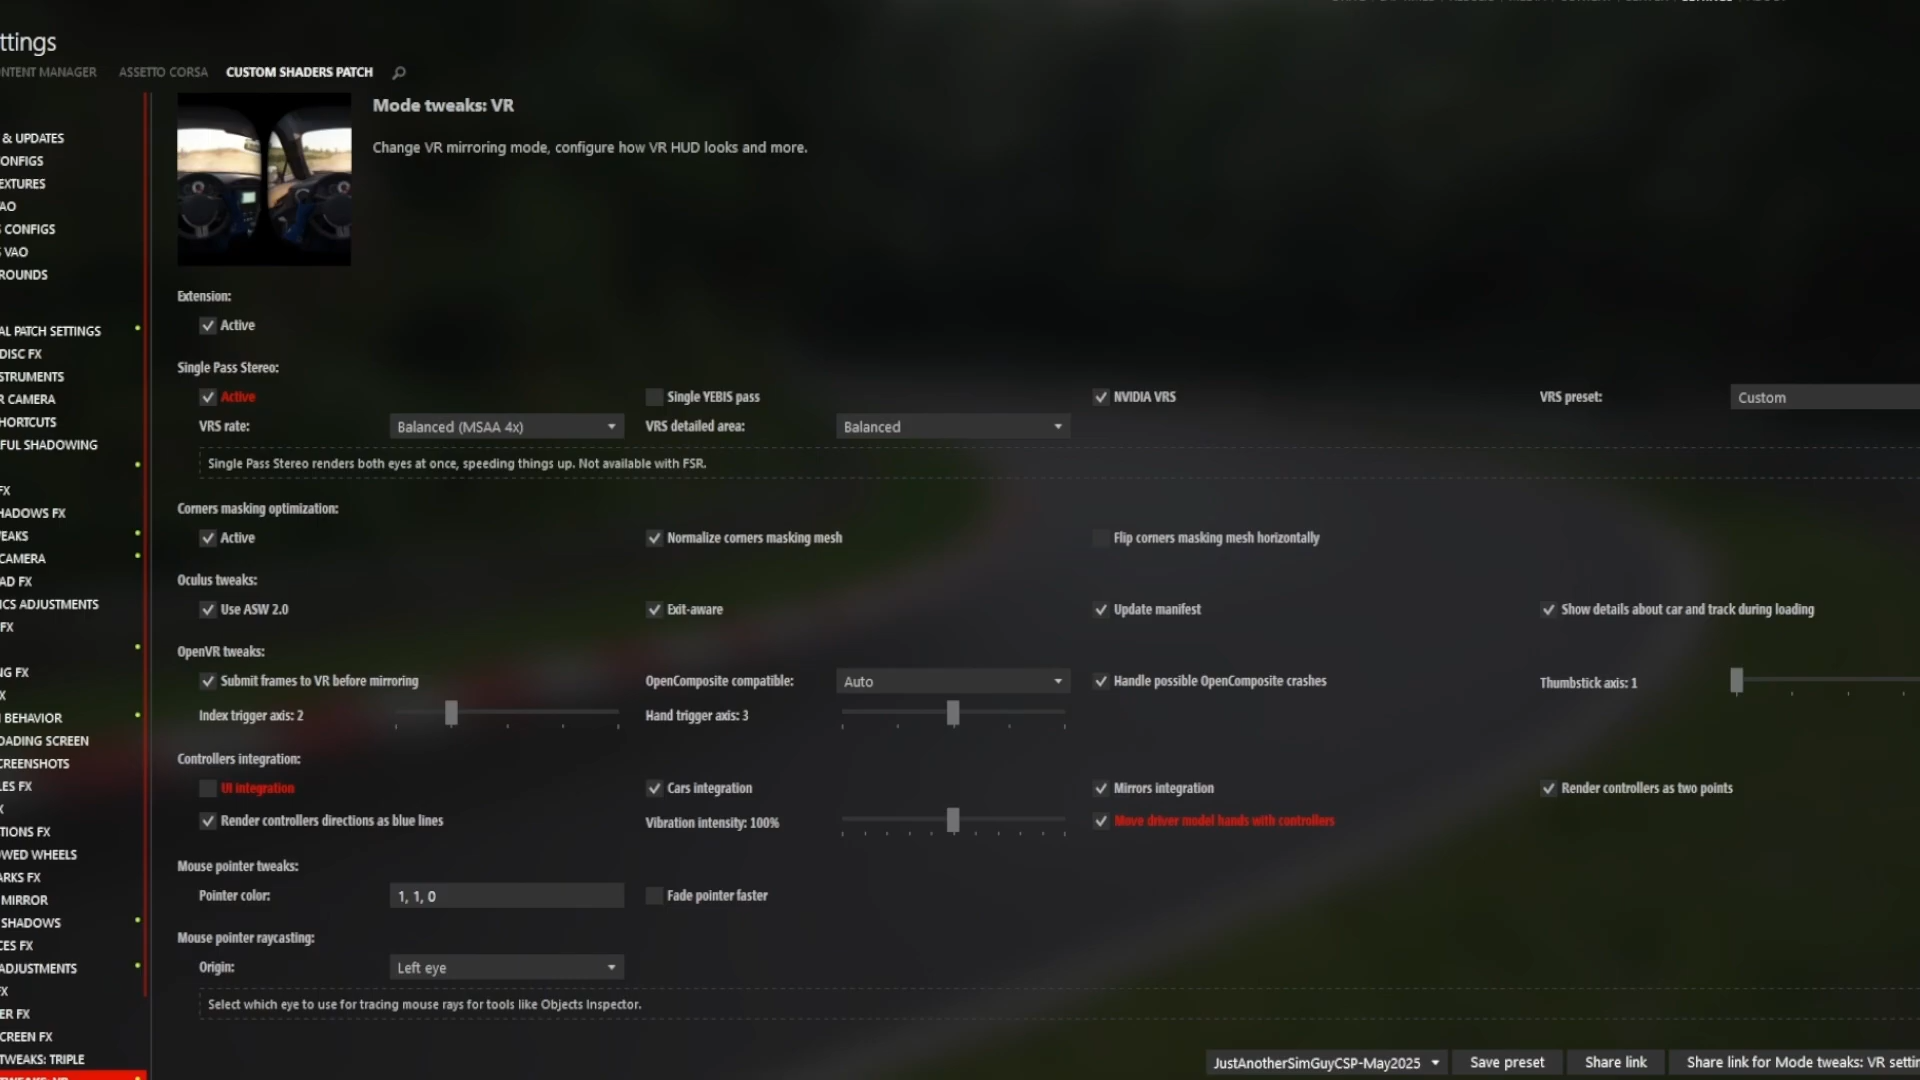 ttings
NTENT MANAGER ASSETTO CORSA CUSTOM SHADERS PATCH
Mode tweaks: VR
Change VR mirroring mode, configure how VR HUD looks and more.
& UPDATES
ONFIGS
EXTURES
AO
CONFIGS
VAO
ROUNDS
AL PATCH SETTINGS
DISC FX
STRUMENTS
R CAMERA
HORTCUTS
FUL SHADOWING
FX
HADOWS FX
EAKS
CAMERA
AD FX
ICS ADJUSTMENTS
FX
NG FX
X
BEHAVIOR
OADING SCREEN
CREENSHOTS
LES FX
X
TIONS FX
OWED WHEELS
ARKS FX
MIRROR
SHADOWS
CES FX
ADJUSTMENTS
FX
ER FX
CREEN FX
TWEAKS: TRIPLE
TWEAKS: VR
Extension:
Active
Single Pass Stereo:
Active Single YEBIS pass NVIDIA VRS VRS preset: Custom
VRS rate: Balanced (MSAA 4x) VRS detailed area: Balanced
Single Pass Stereo renders both eyes at once, speeding things up. Not available with FSR.
Corners masking optimization:
Active Normalize corners masking mesh Flip corners masking mesh horizontally
Oculus tweaks:
Use ASW 2.0 Exit-aware Update manifest Show details about car and track during loading
OpenVR tweaks:
Submit frames to VR before mirroring OpenComposite compatible: Auto Handle possible OpenComposite crashes Thumbstick axis: 1
Index trigger axis: 2 Hand trigger axis: 3
Controllers integration:
UI integration Cars integration Mirrors integration Render controllers as two points
Render controllers directions as blue lines Vibration intensity: 100% Move driver model hands with controllers
Mouse pointer tweaks:
Pointer color: 1, 1, 0 Fade pointer faster
Mouse pointer raycasting:
Origin: Left eye
Select which eye to use for tracing mouse rays for tools like Objects Inspector.
JustAnotherSimGuyCSP-May2025 Save preset Share link Share link for Mode tweaks: VR settin